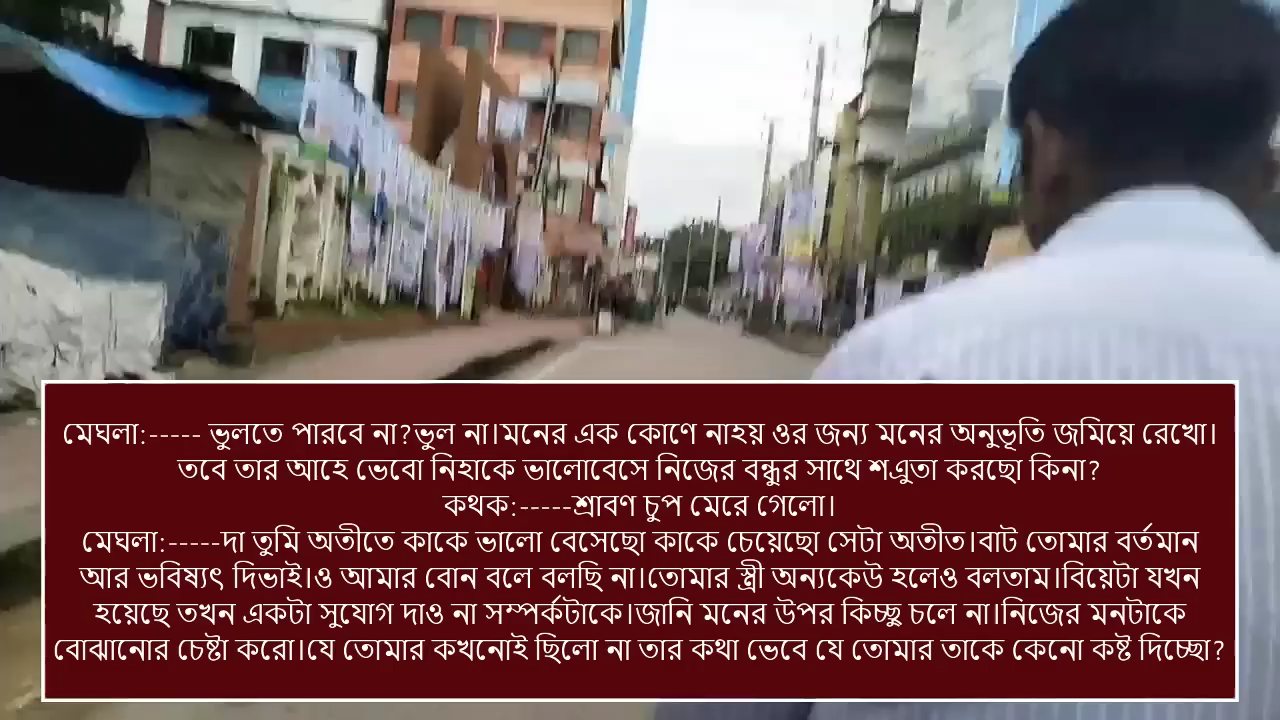 মেঘলা:----- ভুলতে পারবে না?ভুল না।মনের এক কোণে নাহয় ওর জন্য মনের অনুভূতি জমিয়ে রেখো।
তবে তার আহে ভেবো নিহাকে ভালোবেসে নিজের বন্ধুর সাথে শএুতা করছো কিনা?
কথক:-----শ্রাবণ চুপ মেরে গেলো।
মেঘলা:-----দা তুমি অতীতে কাকে ভালো বেসেছো কাকে চেয়েছো সেটা অতীত।বাট তোমার বর্তমান
আর ভবিষ্যৎ দিভাই।ও আমার বোন বলে বলছি না।তোমার স্ত্রী অন্যকেউ হলেও বলতাম।বিয়েটা যখন
হয়েছে তখন একটা সুযোগ দাও না সম্পর্কটাকে।জানি মনের উপর কিচ্ছু চলে না।নিজের মনটাকে
বোঝানোর চেষ্টা করো।যে তোমার কখনোই ছিলো না তার কথা ভেবে যে তোমার তাকে কেনো কষ্ট দিচ্ছো?